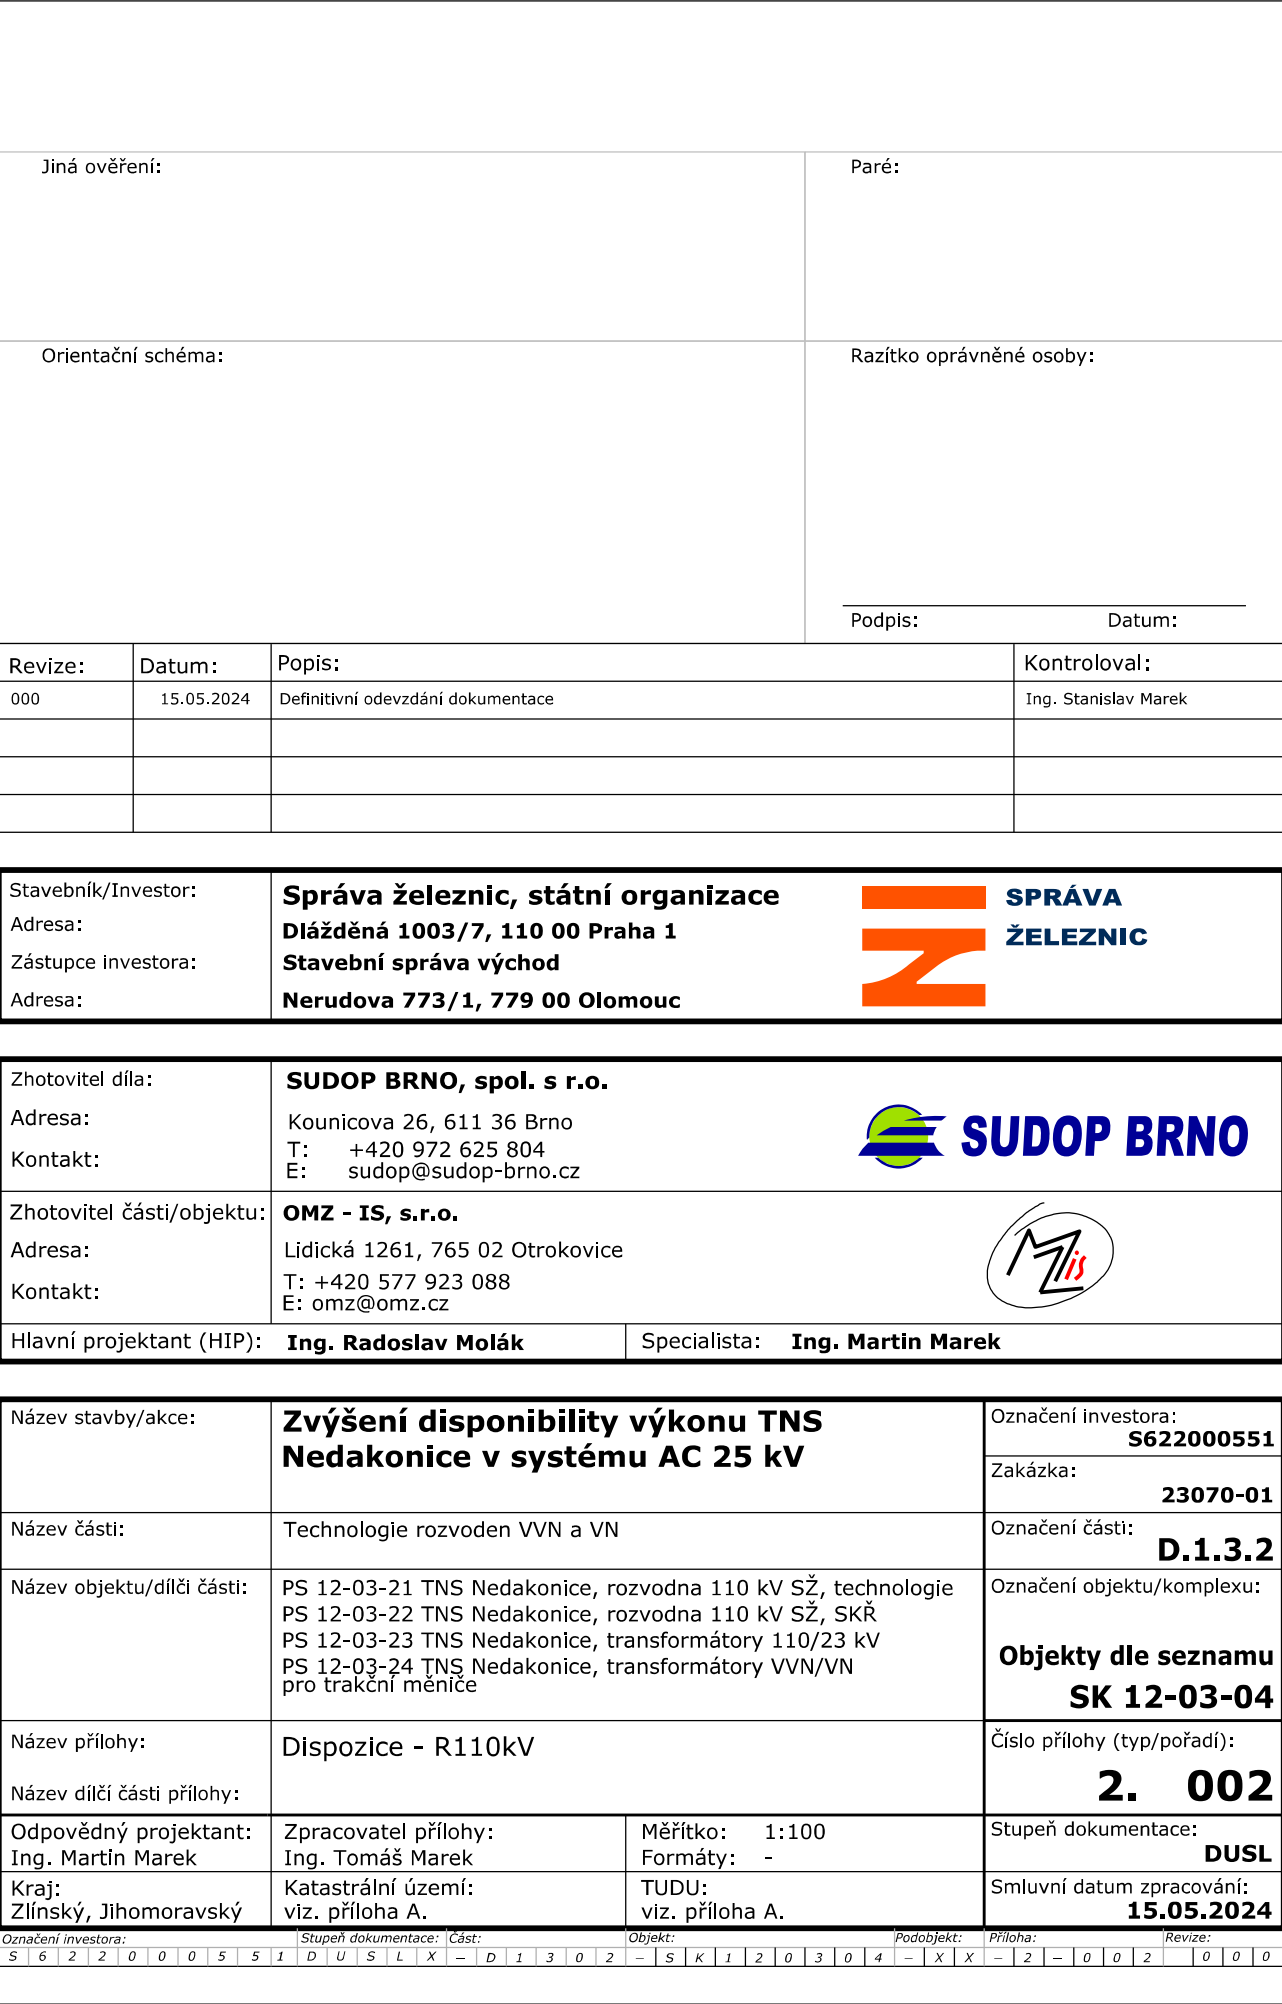 Jiná ověření:
Paré:
Orientační schéma:
Razítko oprávněné osoby:
Podpis: Datum:
Revize: Datum: Popis: Kontroloval:
000 15.05.2024 Definitivní odevzdání dokumentace Ing. Stanislav Marek
Stavebník/Investor: Správa železnic, státní organizace
Adresa: Dlážděná 1003/7, 110 00 Praha 1
Zástupce investora: Stavební správa východ
Adresa: Nerudova 773/1, 779 00 Olomouc
SPRÁVA
ŽELEZNIC
Zhotovitel díla: SUDOP BRNO, spol. s r.o.
Adresa: Kounicova 26, 611 36 Brno
Kontakt: T: +420 972 625 804
E: sudop@sudop-brno.cz
SUDOP BRNO
Zhotovitel části/objektu: OMZ - IS, s.r.o.
Adresa: Lidická 1261, 765 02 Otrokovice
Kontakt: T: +420 577 923 088
E: omz@omz.cz
MZis
Hlavní projektant (HIP): Ing. Radoslav Molák Specialista: Ing. Martin Marek
Název stavby/akce: Zvýšení disponibility výkonu TNS
Nedakonice v systému AC 25 kV
Označení investora:
S622000551
Zakázka:
23070-01
Název části: Technologie rozvoden VVN a VN
Označení části:
D.1.3.2
Název objektu/dílči části: PS 12-03-21 TNS Nedakonice, rozvodna 110 kV SŽ, technologie
PS 12-03-22 TNS Nedakonice, rozvodna 110 kV SŽ, SKŘ
PS 12-03-23 TNS Nedakonice, transformátory 110/23 kV
PS 12-03-24 TNS Nedakonice, transformátory VVN/VN
pro trakční měniče
Označení objektu/komplexu:
Objekty dle seznamu
SK 12-03-04
Název přílohy: Dispozice - R110kV
Název dílčí části přílohy:
Číslo přílohy (typ/pořadí):
2. 002
Odpovědný projektant: Zpracovatel přílohy: Měřítko: 1:100
Ing. Martin Marek Ing. Tomáš Marek Formáty: -
Stupeň dokumentace:
DUSL
Kraj: Katastrální území: TUDU:
Zlínský, Jihomoravský viz. příloha A. viz. příloha A.
Smluvní datum zpracování:
15.05.2024
Označení investora: Stupeň dokumentace: Část: Objekt: Podobjekt: Příloha: Revize:
S 6 2 2 0 0 0 5 5 1 D U S L X – D 1 3 0 2 – S K 1 2 0 3 0 4 – X X – 2 – 0 0 2 0 0 0